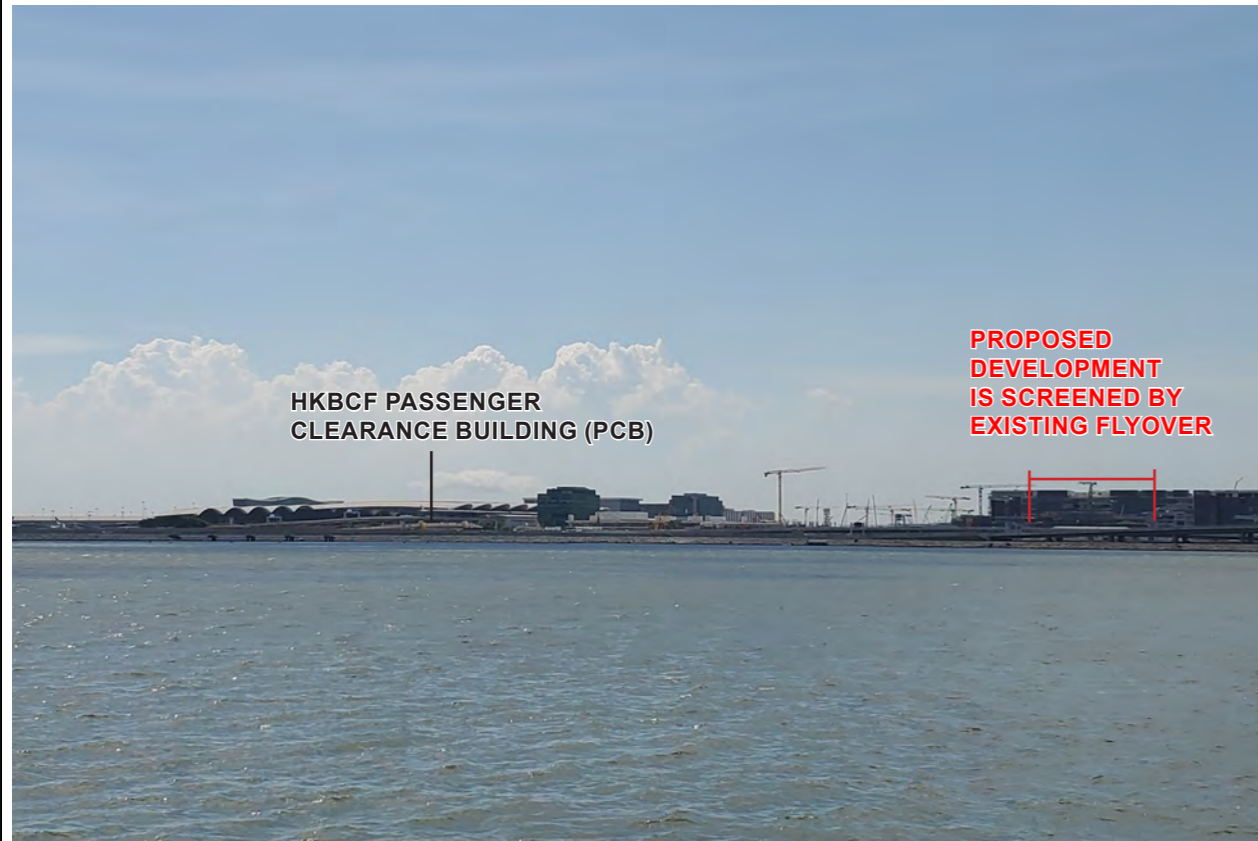 HKBCF PASSENGER
CLEARANCE BUILDING (PCB)
PROPOSED
DEVELOPMENT
IS SCREENED BY
EXISTING FLYOVER